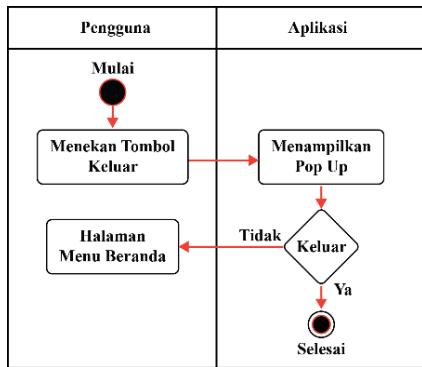 Pengguna
Aplikasi
Mulai
Menekan Tombol
Keluar
Menampilkan
Pop Up
Halaman
Menu Beranda
Tidak
Keluar
Ya
Selesai